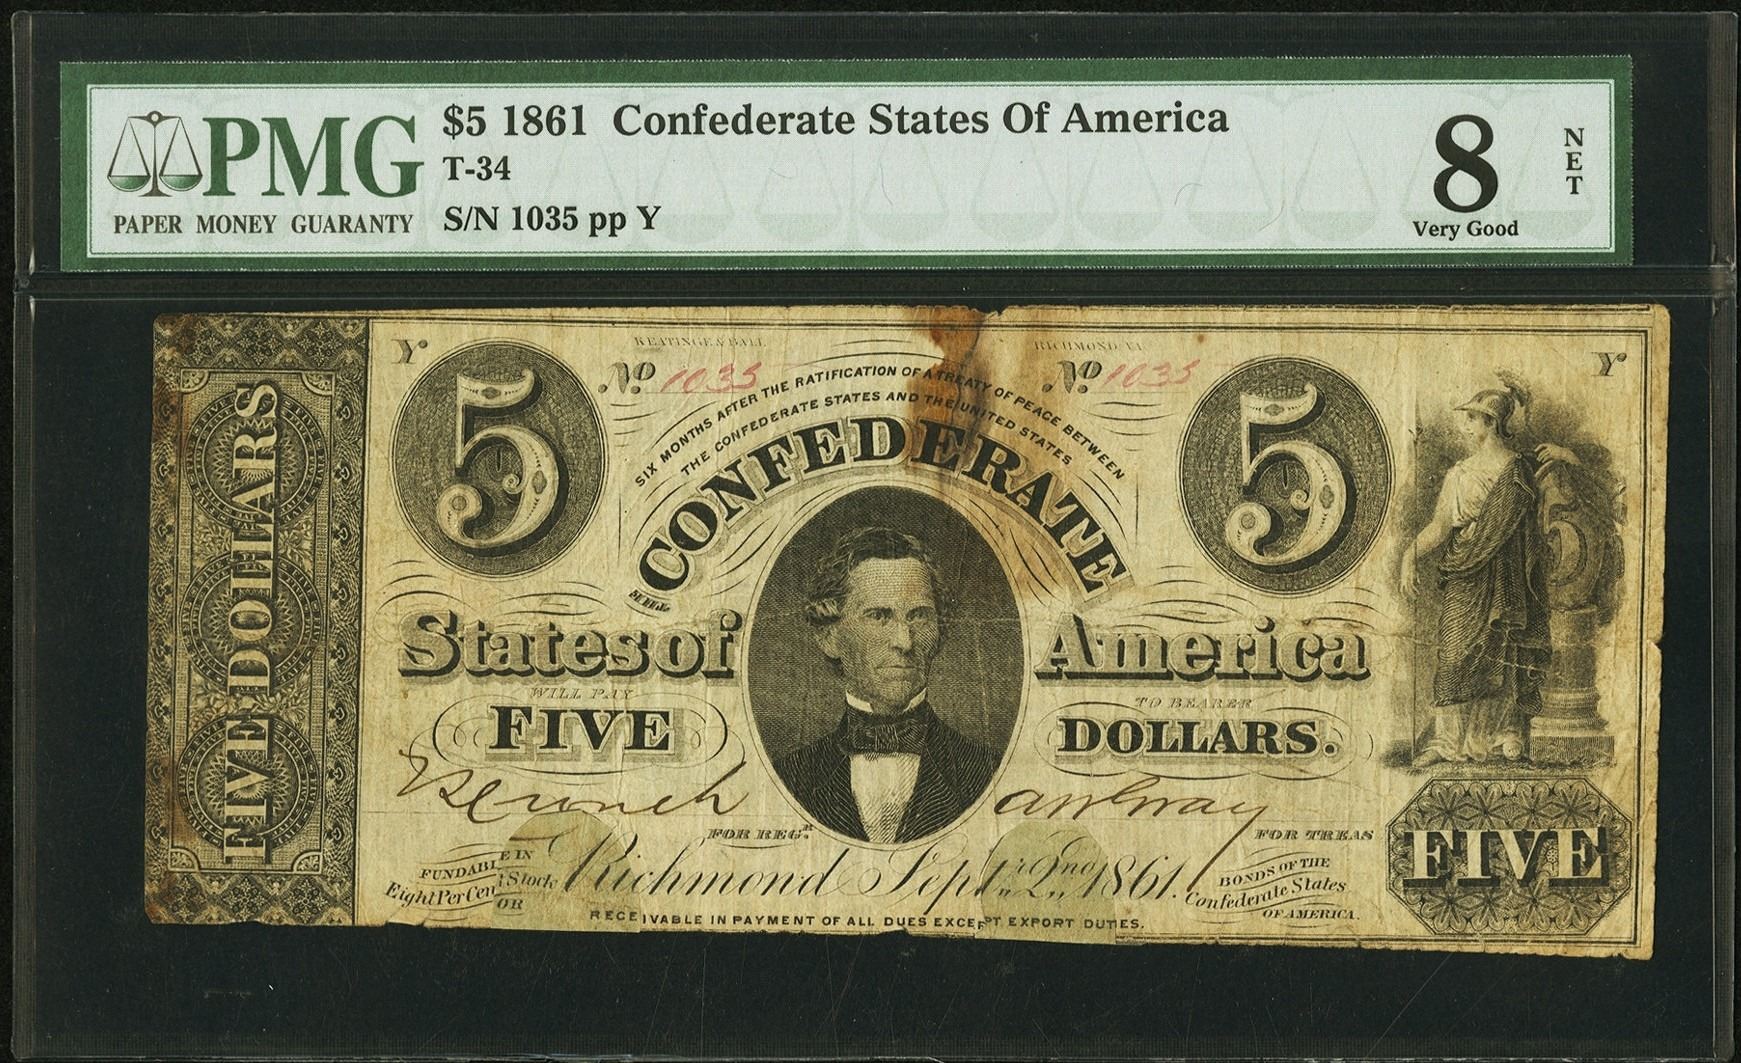 PMG
PAPER MONEY GUARANTY
$5 1861 Confederate States Of America
T-34
S/N 1035 pp Y
8
Very Good
NET
Y
KEATINGE & BALL
RICHMOND VA
Y
5
No 1035
No 1035
5
SIX MONTHS AFTER THE RATIFICATION OF A TREATY OF PEACE BETWEEN
THE CONFEDERATE STATES AND THE UNITED STATES
CONFEDERATE
States of America
WILL PAY
TO BEARER
FIVE
DOLLARS.
FOR REGR
FOR TREAS
FUNDABLE IN
Eight Per Cent Stock
OR
Richmond Sept. 2nd 1861.
BONDS OF THE
Confederate States
OF AMERICA.
RECEIVABLE IN PAYMENT OF ALL DUES EXCEPT EXPORT DUTIES.
FIVE DOLLARS
5
FIVE